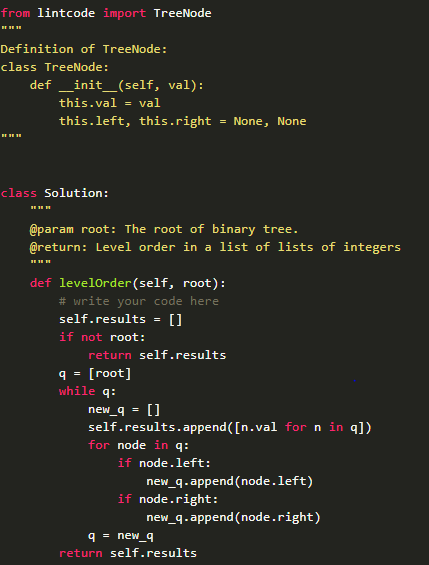 from lintcode import TreeNode
"""
Definition of TreeNode:
class TreeNode:
    def __init__(self, val):
        this.val = val
        this.left, this.right = None, None
"""
class Solution:
    """
    @param root: The root of binary tree.
    @return: Level order in a list of lists of integers
    """
    def levelOrder(self, root):
        # write your code here
        self.results = []
        if not root:
            return self.results
        q = [root]
        while q:
            new_q = []
            self.results.append([n.val for n in q])
            for node in q:
                if node.left:
                    new_q.append(node.left)
                if node.right:
                    new_q.append(node.right)
            q = new_q
        return self.results